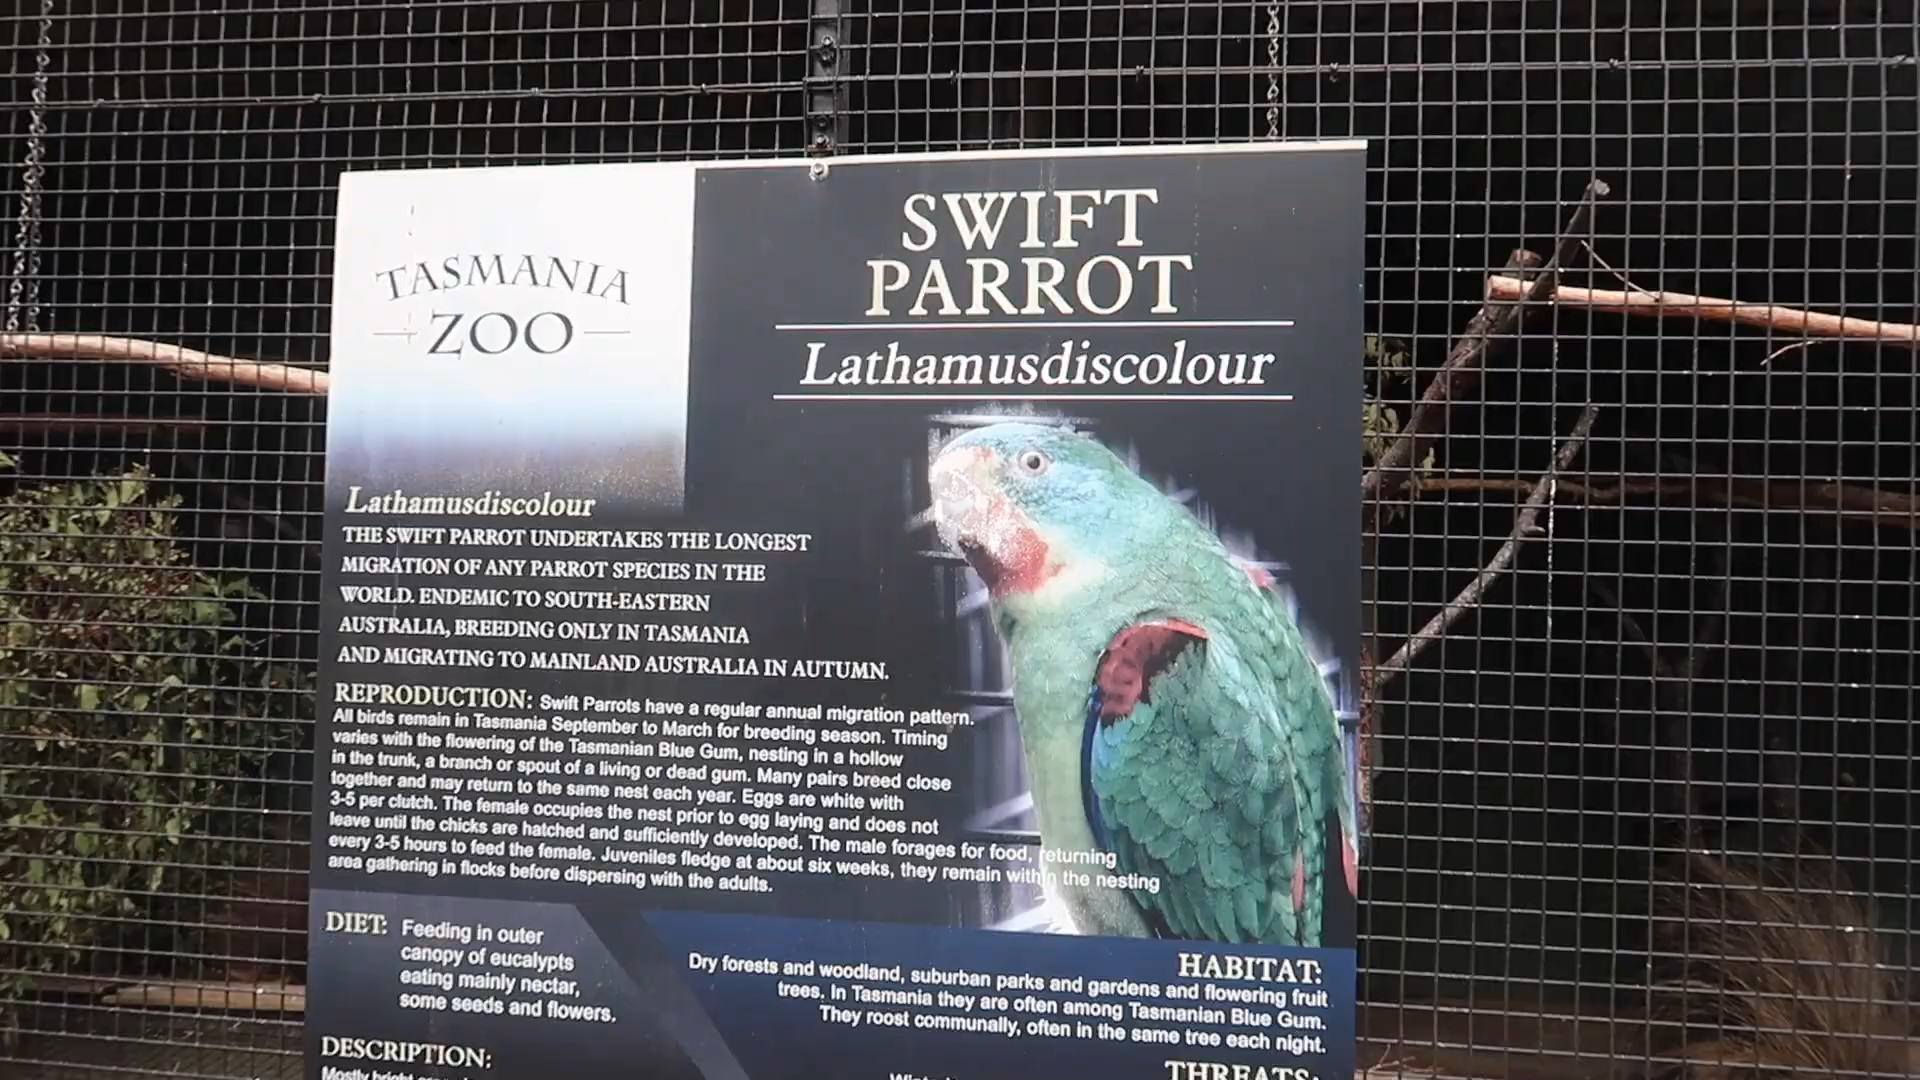 TASMANIA
ZOO
SWIFT
PARROT
Lathamusdiscolour
Lathamusdiscolour
THE SWIFT PARROT UNDERTAKES THE LONGEST
MIGRATION OF ANY PARROT SPECIES IN THE
WORLD. ENDEMIC TO SOUTH-EASTERN
AUSTRALIA, BREEDING ONLY IN TASMANIA
AND MIGRATING TO MAINLAND AUSTRALIA IN AUTUMN.
REPRODUCTION: Swift Parrots have a regular annual migration pattern.
All birds remain in Tasmania September to March for breeding season. Timing
varies with the flowering of the Tasmanian Blue Gum, nesting in a hollow
in the trunk, a branch or spout of a living or dead gum. Many pairs breed close
together and may return to the same nest each year. Eggs are white with
3-5 per clutch. The female occupies the nest prior to egg laying and does not
leave until the chicks are hatched and sufficiently developed. The male forages for food, returning
every 3-5 hours to feed the female. Juveniles fledge at about six weeks, they remain within the nesting
area gathering in flocks before dispersing with the adults.
DIET: Feeding in outer
canopy of eucalypts
eating mainly nectar,
some seeds and flowers.
HABITAT:
Dry forests and woodland, suburban parks and gardens and flowering fruit
trees. In Tasmania they are often among Tasmanian Blue Gum.
They roost communally, often in the same tree each night.
DESCRIPTION:
Mostly bright
THREATS: